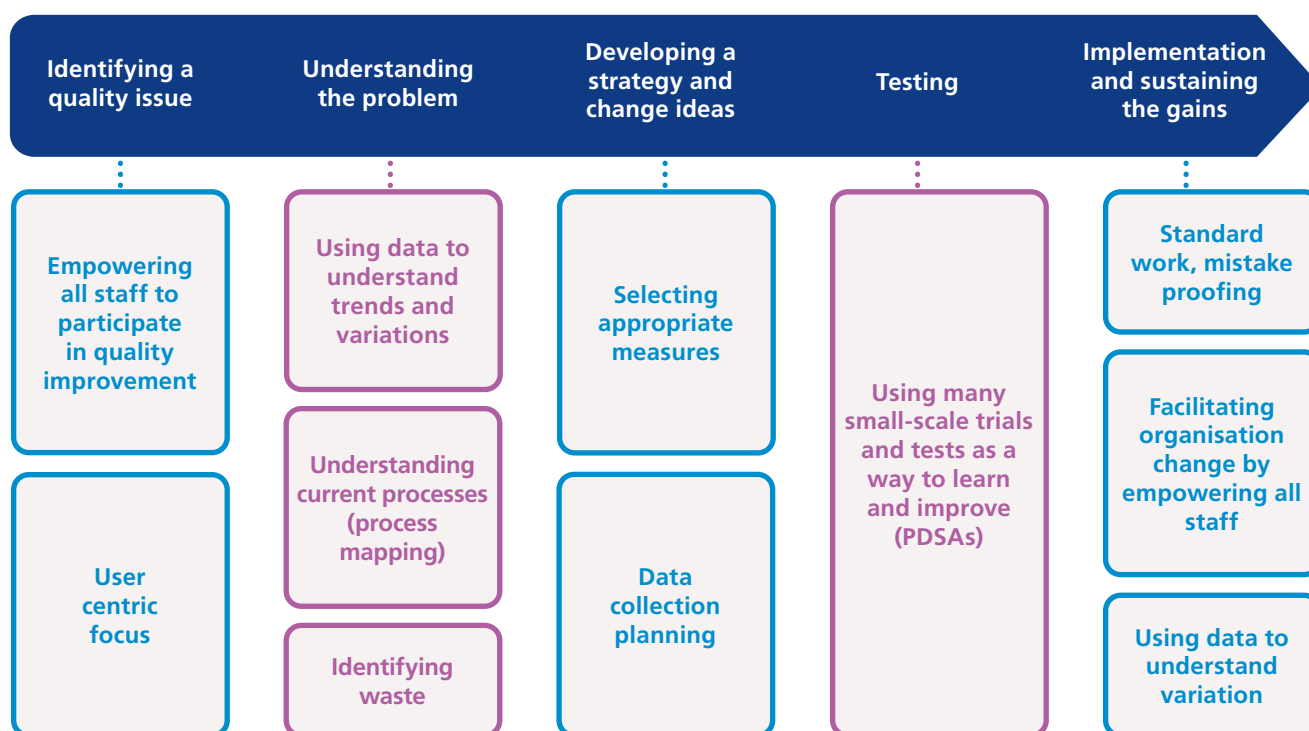 Identifying a
quality issue
Understanding
the problem
Developing a
strategy and
change ideas
Testing
Implementation
and sustaining
the gains
Empowering
all staff to
participate
in quality
improvement
User
centric
focus
Using data to
understand
trends and
variations
Understanding
current processes
(process
mapping)
Identifying
waste
Selecting
appropriate
measures
Data
collection
planning
Using many
small-scale trials
and tests as a
way to learn
and improve
(PDSAs)
Standard
work, mistake
proofing
Facilitating
organisation
change by
empowering all
staff
Using data to
understand
variation